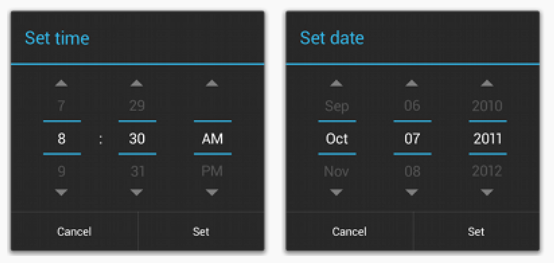 Set time
7 29
8 : 30 AM
9 31 PM
Cancel Set
Set date
Sep 06 2010
Oct 07 2011
Nov 08 2012
Cancel Set